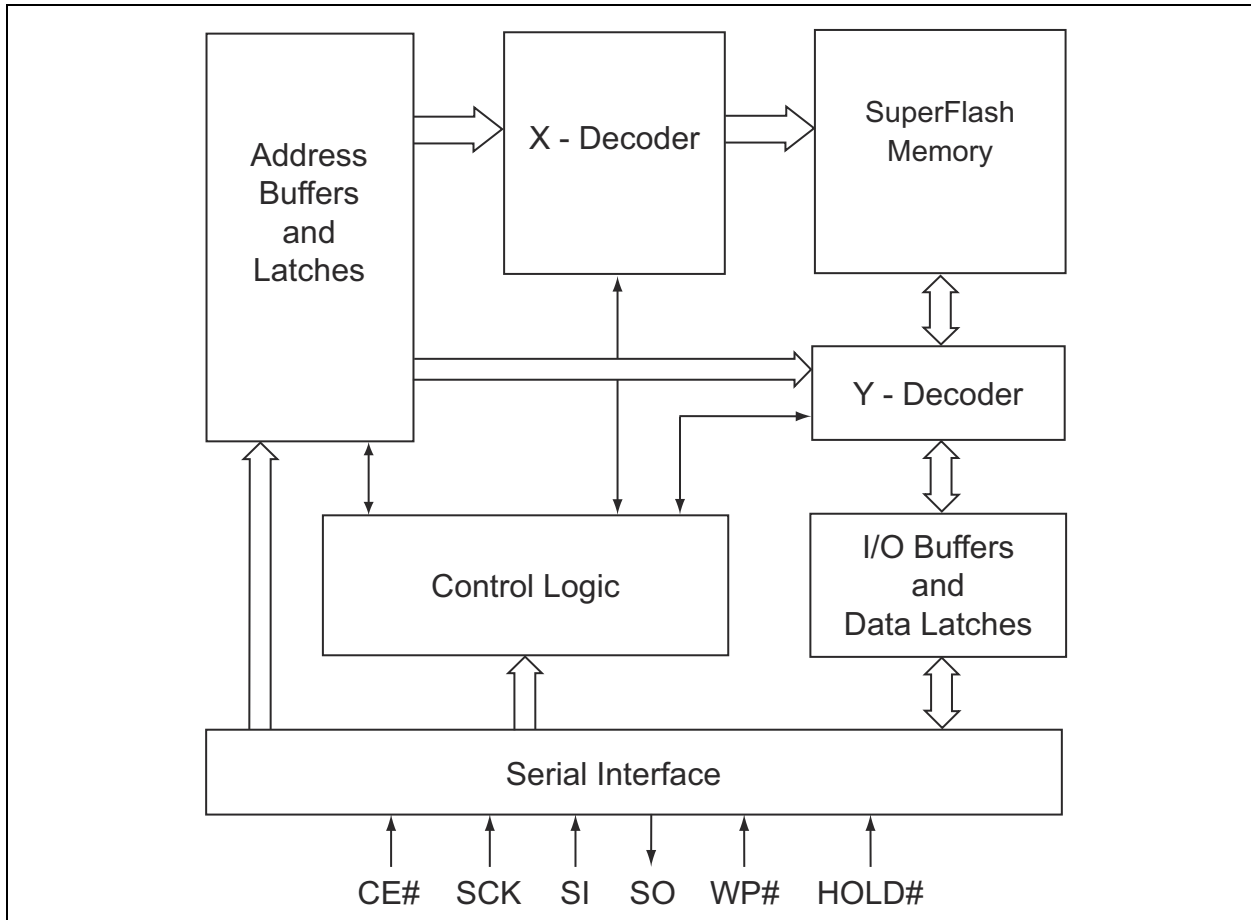 Address
Buffers
and
Latches
X - Decoder
SuperFlash
Memory
Y - Decoder
Control Logic
I/O Buffers
and
Data Latches
Serial Interface
CE# SCK SI SO WP# HOLD#